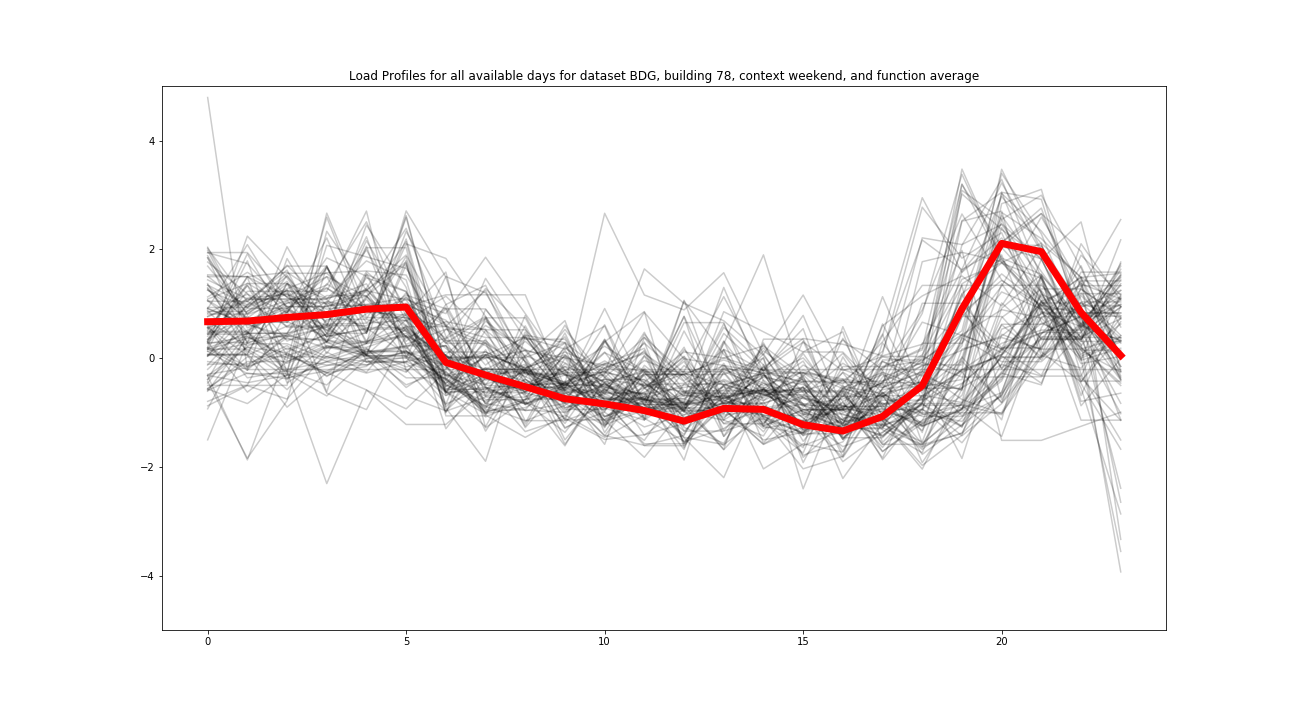 Load Profiles for all available days for dataset BDG, building 78, context weekend, and function average
4
2
0
−2
−4
0 5 10 15 20